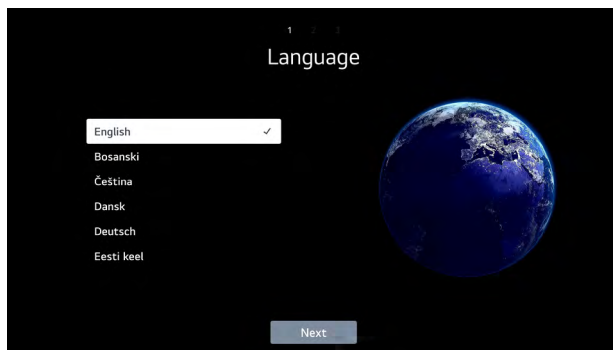 1 2 3
Language
English
Bosanski
Čeština
Dansk
Deutsch
Eesti keel
Next